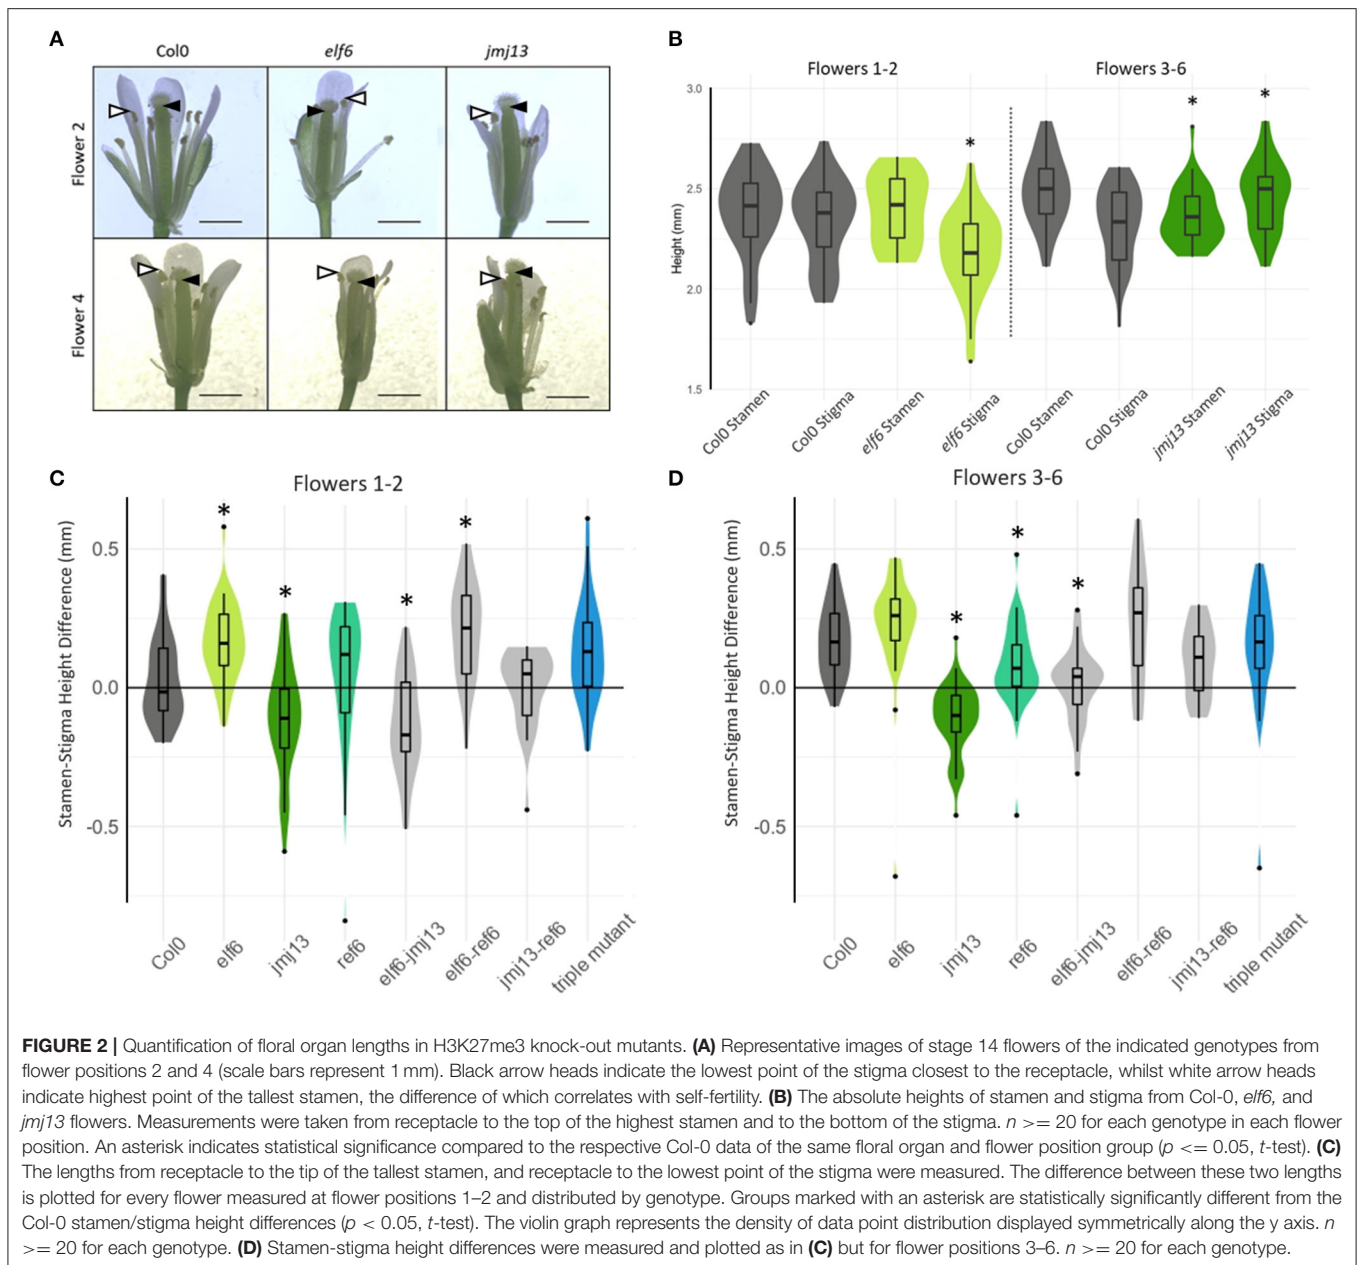 A
Col0
elf6
jmj13
Flower 2
Flower 4
B
Flowers 1-2
Flowers 3-6
Height (mm)
3.0
2.5
2.0
1.5
*
*
*
Col0 Stamen
Col0 Stigma
elf6 Stamen
elf6 Stigma
Col0 Stamen
Col0 Stigma
jmj13 Stamen
jmj13 Stigma
C
Flowers 1-2
Stamen-Stigma Height Difference (mm)
0.5
0.0
-0.5
*
*
*
*
Col0
elf6
jmj13
ref6
elf6-jmj13
elf6-ref6
jmj13-ref6
triple mutant
D
Flowers 3-6
Stamen-Stigma Height Difference (mm)
0.5
0.0
-0.5
*
*
*
Col0
elf6
jmj13
ref6
elf6-jmj13
elf6-ref6
jmj13-ref6
triple mutant
FIGURE 2 | Quantification of floral organ lengths in H3K27me3 knock-out mutants. (A) Representative images of stage 14 flowers of the indicated genotypes from
flower positions 2 and 4 (scale bars represent 1 mm). Black arrow heads indicate the lowest point of the stigma closest to the receptacle, whilst white arrow heads
indicate highest point of the tallest stamen, the difference of which correlates with self-fertility. (B) The absolute heights of stamen and stigma from Col-0, elf6, and
jmj13 flowers. Measurements were taken from receptacle to the top of the highest stamen and to the bottom of the stigma. n >= 20 for each genotype in each flower
position. An asterisk indicates statistical significance compared to the respective Col-0 data of the same floral organ and flower position group (p <= 0.05, t-test). (C)
The lengths from receptacle to the tip of the tallest stamen, and receptacle to the lowest point of the stigma were measured. The difference between these two lengths
is plotted for every flower measured at flower positions 1–2 and distributed by genotype. Groups marked with an asterisk are statistically significantly different from the
Col-0 stamen/stigma height differences (p < 0.05, t-test). The violin graph represents the density of data point distribution displayed symmetrically along the y axis. n
>= 20 for each genotype. (D) Stamen-stigma height differences were measured and plotted as in (C) but for flower positions 3–6. n >= 20 for each genotype.